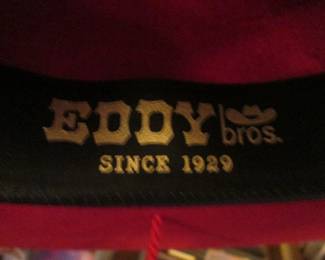 EDDY bros.
SINCE 1929